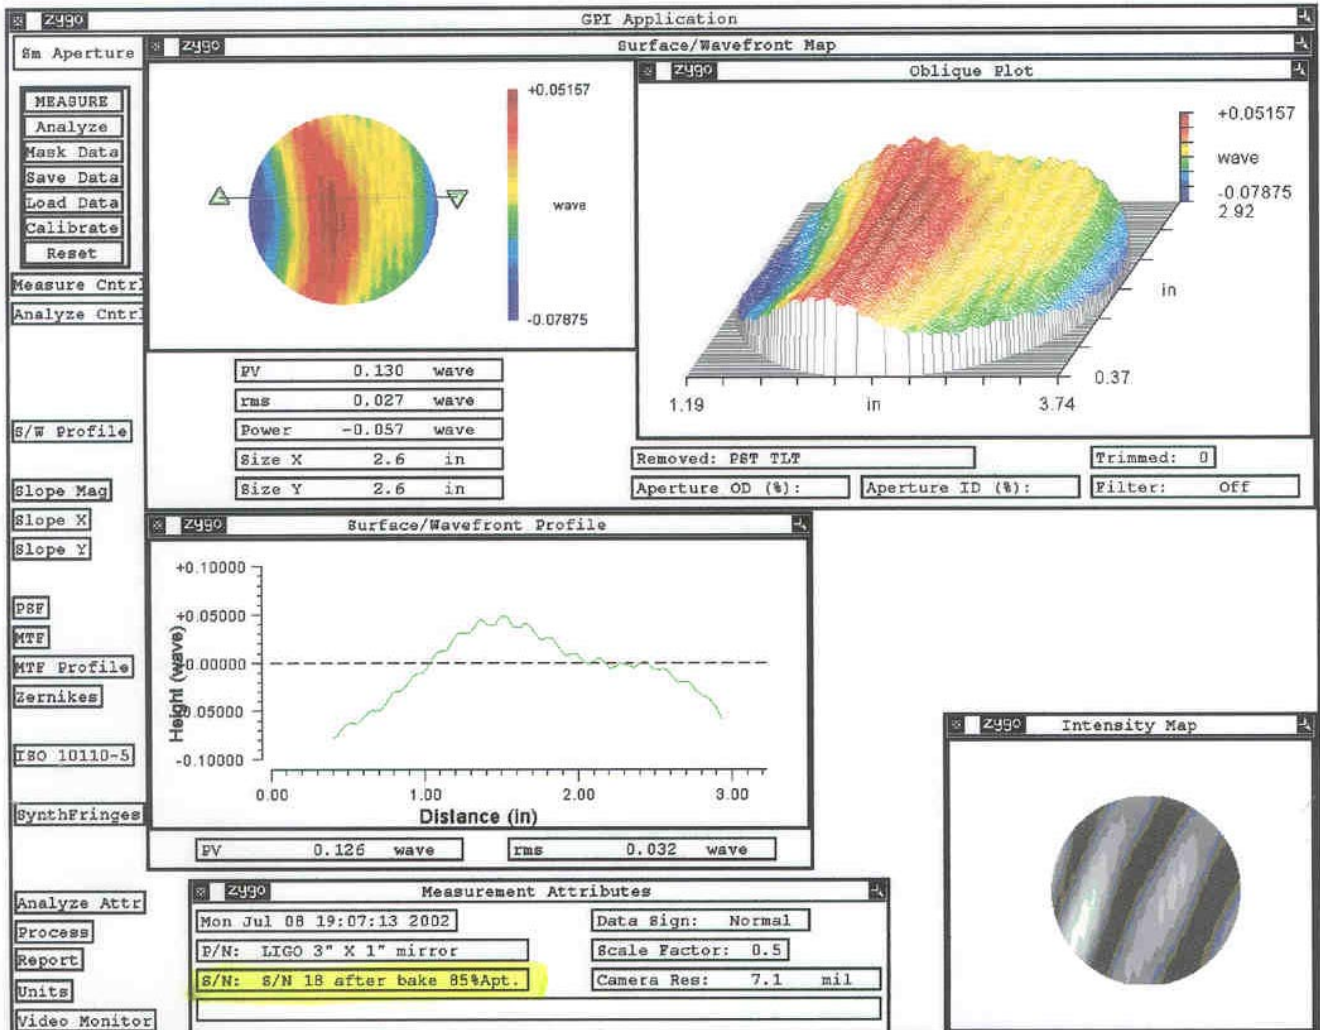 zygo GPI Application
Sm Aperture
MEASURE
Analyze
Mask Data
Save Data
Load Data
Calibrate
Reset
Measure Cntrl
Analyze Cntrl
S/W Profile
Slope Mag
Slope X
Slope Y
PSF
MTF
MTF Profile
Zernikes
ISO 10110-5
SynthFringes
Analyze Attr
Process
Report
Units
Video Monitor
zygo Surface/Wavefront Map
+0.05157
wave
-0.07875
PV 0.130 wave
rms 0.027 wave
Power -0.057 wave
Size X 2.6 in
Size Y 2.6 in
zygo Oblique Plot
+0.05157
wave
-0.07875
2.92
in
0.37
1.19 in 3.74
Removed: PST TLT
Trimmed: 0
Aperture OD (%):
Aperture ID (%):
Filter: Off
zygo Surface/Wavefront Profile
+0.10000
+0.05000
0.00000
0.05000
-0.10000
Height (wave)
0.00 1.00 2.00 3.00
Distance (in)
PV 0.126 wave
rms 0.032 wave
zygo Measurement Attributes
Mon Jul 08 19:07:13 2002
P/N: LIGO 3" X 1" mirror
S/N: S/N 18 after bake 85%Apt.
Data Sign: Normal
Scale Factor: 0.5
Camera Res: 7.1 mil
zygo Intensity Map